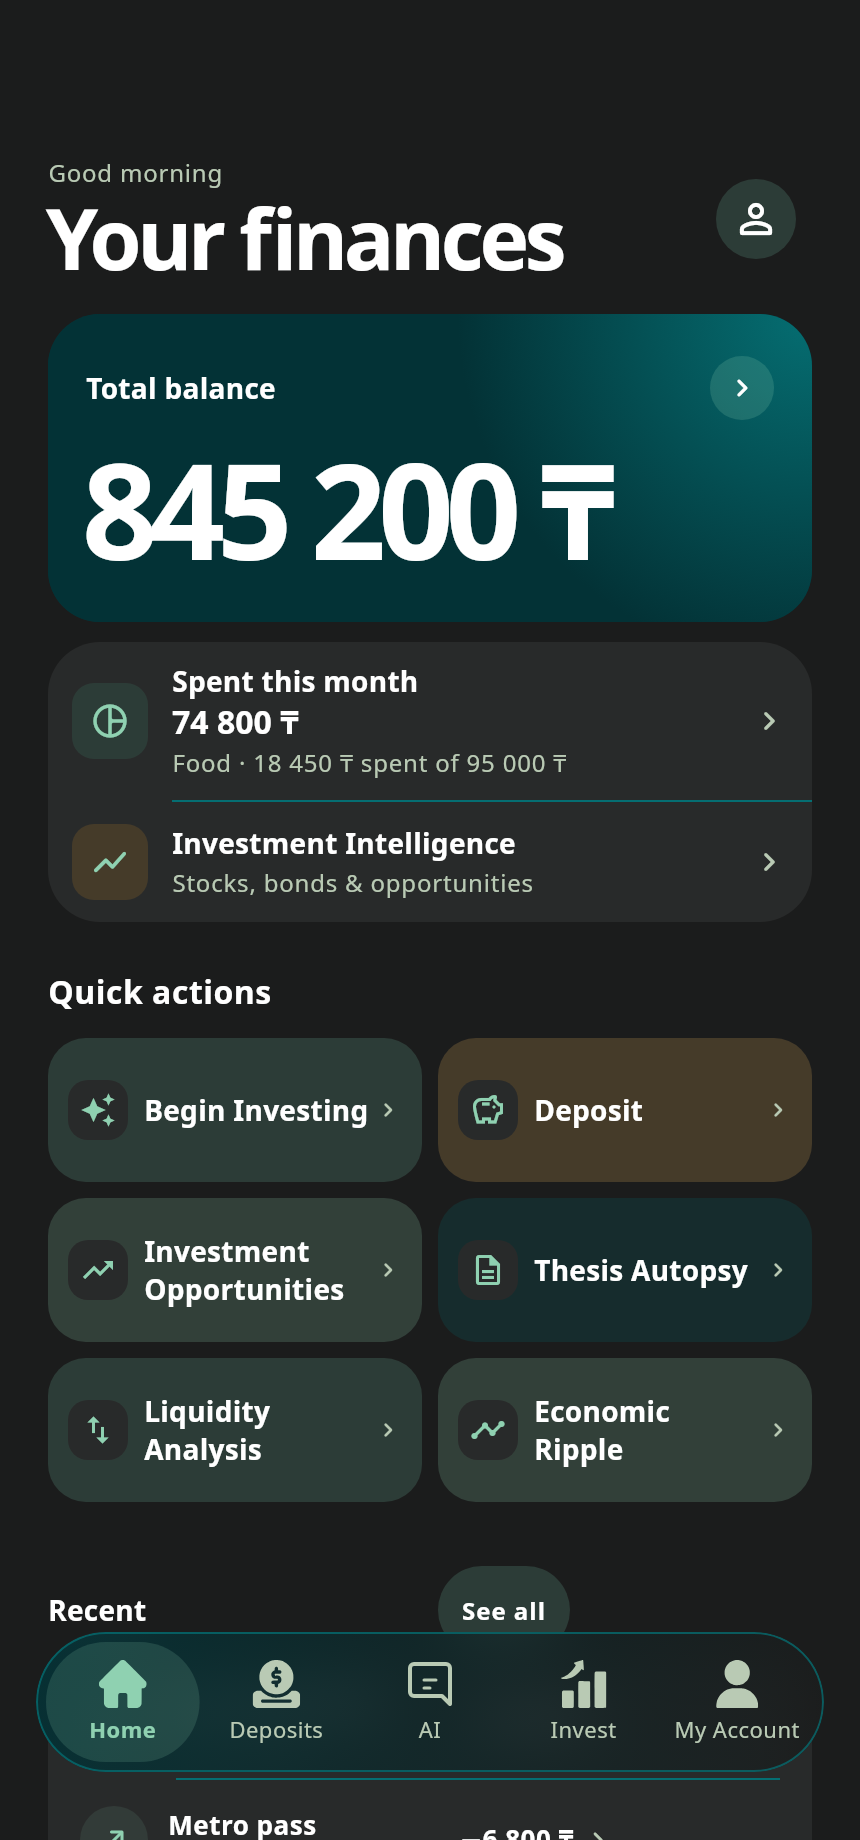 Good morning
Your finances
Total balance
845 200 ₸
Spent this month
74 800 ₸
Food · 18 450 ₸ spent of 95 000 ₸
Investment Intelligence
Stocks, bonds & opportunities
Quick actions
Begin Investing
Deposit
Investment
Opportunities
Thesis Autopsy
Liquidity
Analysis
Economic
Ripple
Recent
See all
Home
Deposits
AI
Invest
My Account
Metro pass
−6 800 ₸